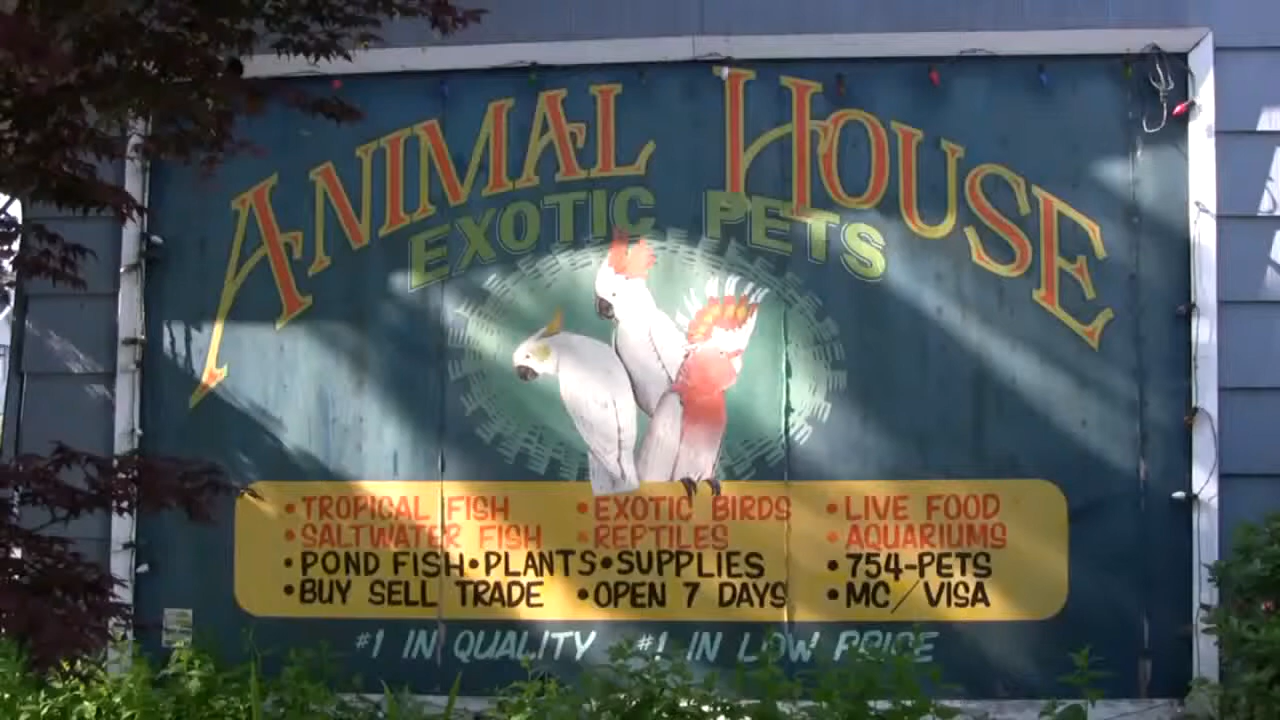 ANIMAL HOUSE
EXOTIC PETS
•TROPICAL FISH •EXOTIC BIRDS •LIVE FOOD
•SALTWATER FISH •REPTILES •AQUARIUMS
•POND FISH•PLANTS•SUPPLIES •754-PETS
•BUY SELL TRADE •OPEN 7 DAYS •MC/VISA
#1 IN QUALITY #1 IN LOW PRICE